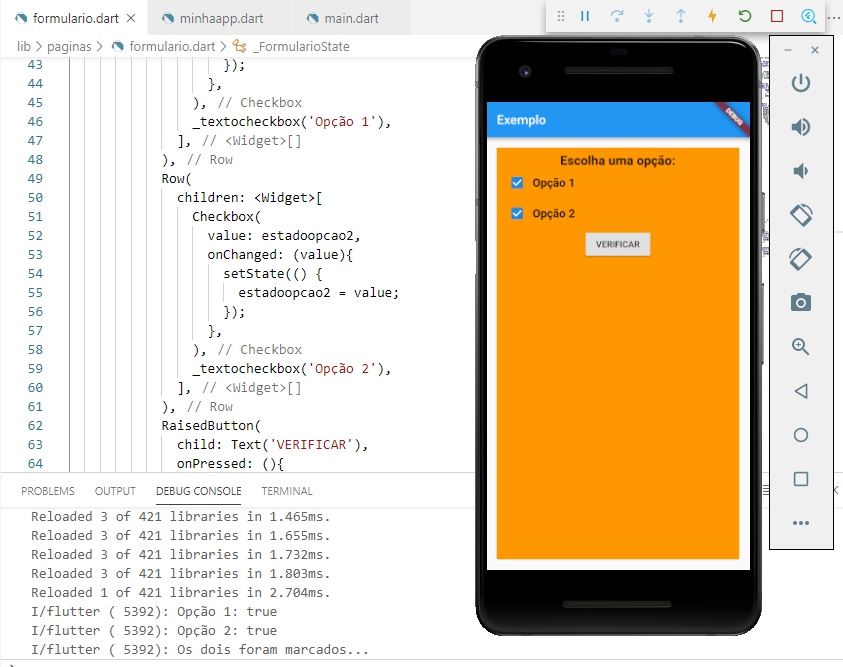 formulario.dart
minhaapp.dart
main.dart
lib > paginas > formulario.dart > _FormularioState
43 });
44 },
45 ), // Checkbox
46 _textocheckbox('Opção 1'),
47 ], // <Widget>[]
48 ), // Row
49 Row(
50 children: <Widget>[
51 Checkbox(
52 value: estadoopcao2,
53 onChanged: (value){
54 setState(() {
55 estadoopcao2 = value;
56 });
57 },
58 ), // Checkbox
59 _textocheckbox('Opção 2'),
60 ], // <Widget>[]
61 ), // Row
62 RaisedButton(
63 child: Text('VERIFICAR'),
64 onPressed: (){
PROBLEMS OUTPUT DEBUG CONSOLE TERMINAL
Reloaded 3 of 421 libraries in 1.465ms.
Reloaded 3 of 421 libraries in 1.655ms.
Reloaded 3 of 421 libraries in 1.732ms.
Reloaded 3 of 421 libraries in 1.803ms.
Reloaded 1 of 421 libraries in 2.704ms.
I/flutter ( 5392): Opção 1: true
I/flutter ( 5392): Opção 2: true
I/flutter ( 5392): Os dois foram marcados...
Exemplo
DEBUG
Escolha uma opção:
Opção 1
Opção 2
VERIFICAR